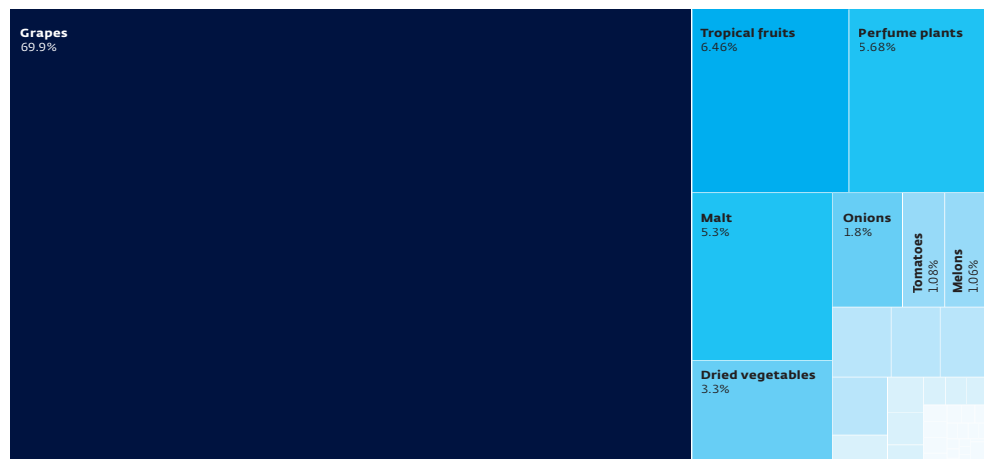 Grapes
69.9%
Tropical fruits
6.46%
Perfume plants
5.68%
Malt
5.3%
Onions
1.8%
Tomatoes
1.08%
Melons
1.06%
Dried vegetables
3.3%